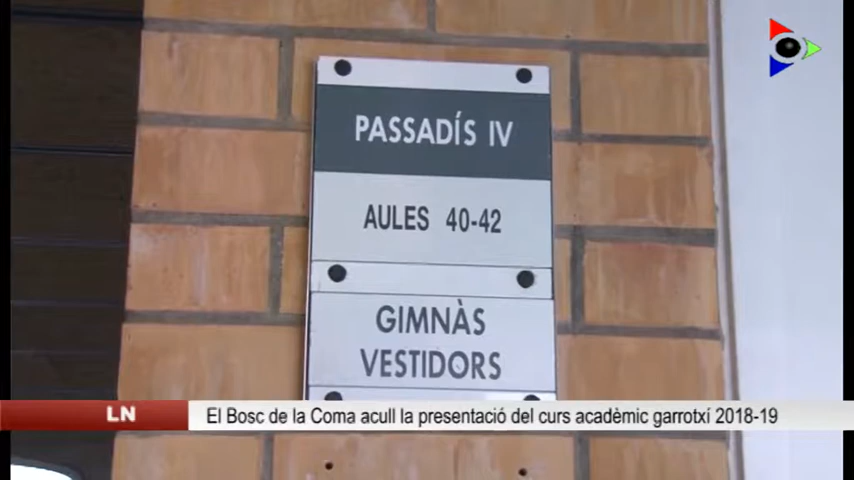 PASSADÍS IV
AULES 40-42
GIMNÀS
VESTIDORS
LN El Bosc de la Coma acull la presentació del curs acadèmic garrotxí 2018-19